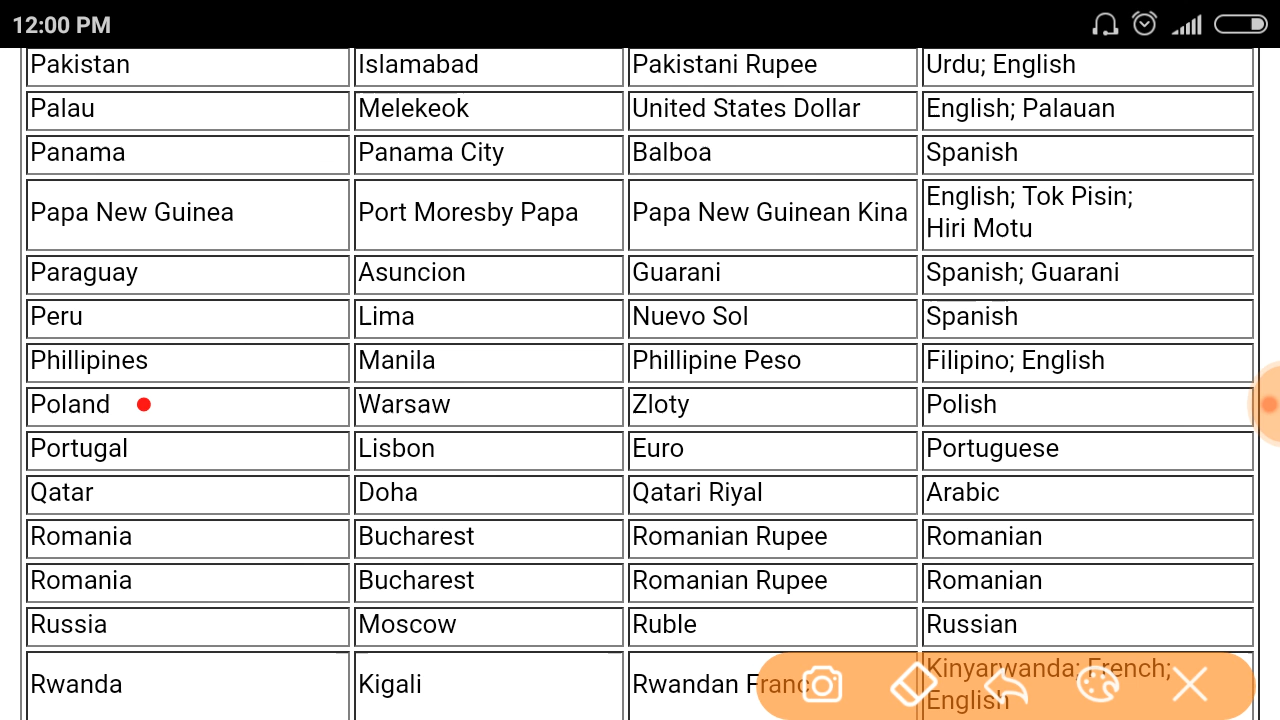 12:00 PM
Pakistan Islamabad Pakistani Rupee Urdu; English
Palau Melekeok United States Dollar English; Palauan
Panama Panama City Balboa Spanish
Papa New Guinea Port Moresby Papa Papa New Guinean Kina English; Tok Pisin;
Hiri Motu
Paraguay Asuncion Guarani Spanish; Guarani
Peru Lima Nuevo Sol Spanish
Phillipines Manila Phillipine Peso Filipino; English
Poland Warsaw Zloty Polish
Portugal Lisbon Euro Portuguese
Qatar Doha Qatari Riyal Arabic
Romania Bucharest Romanian Rupee Romanian
Romania Bucharest Romanian Rupee Romanian
Russia Moscow Ruble Russian
Rwanda Kigali Rwandan Franc Kinyarwanda; French;
English